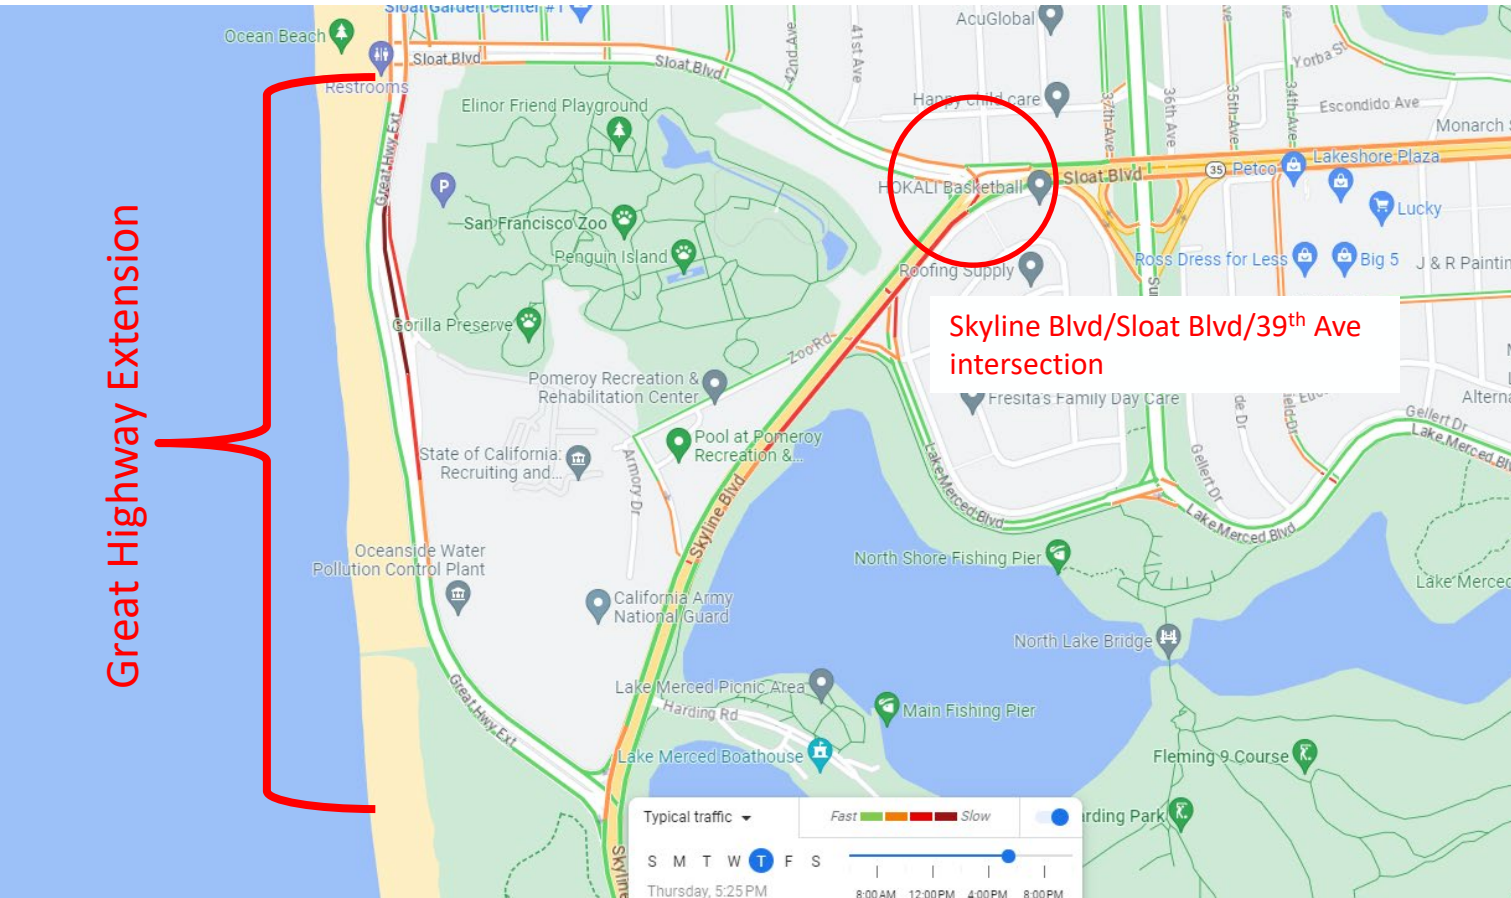 Sloat Garden Center #1
AcuGlobal
Ocean Beach
Restrooms
Sloat Blvd
Sloat Blvd
42nd Ave
41st Ave
Happy child care
37th Ave
36th Ave
35th Ave
34th Ave
Yorba St
Escondido Ave
Monarch
Elinor Friend Playground
Great Hwy Ext
P
HOKALI Basketball
Sloat Blvd
35
Petco
Lakeshore Plaza
Lucky
San Francisco Zoo
Penguin Island
Roofing Supply
Ross Dress for Less
Big 5
J & R Paintin
Gorilla Preserve
Zoo Rd
Great Highway Extension
Skyline Blvd/Sloat Blvd/39th Ave
intersection
Pomeroy Recreation &
Rehabilitation Center
Fresita's Family Day Care
Altern
Gellert Dr
Lake Merced Bl
State of California:
Recruiting and...
Pool at Pomeroy
Recreation &...
Armory Dr
Skyline Blvd
Lake Merced Blvd
Gellert Dr
Lake Merced Blvd
Oceanside Water
Pollution Control Plant
North Shore Fishing Pier
Lake Merced
California Army
National Guard
North Lake Bridge
Great Hwy Ext
Lake Merced Picnic Area
Harding Rd
Main Fishing Pier
Lake Merced Boathouse
Fleming 9 Course
arding Park
Skyline
Typical traffic
Fast
Slow
S M T W T F S
Thursday, 5:25 PM
8:00 AM 12:00 PM 4:00 PM 8:00 PM